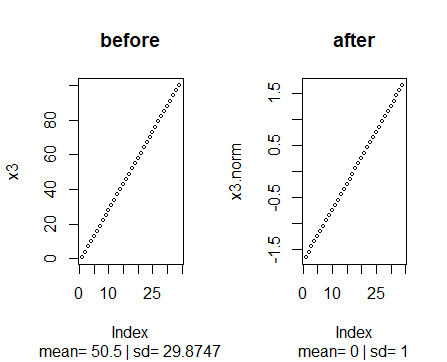 before
x3
0
20
40
60
80
0
10
25
Index
mean= 50.5 | sd= 29.8747
after
x3.norm
-1.5
-0.5
0.5
1.5
0
10
25
Index
mean= 0 | sd= 1